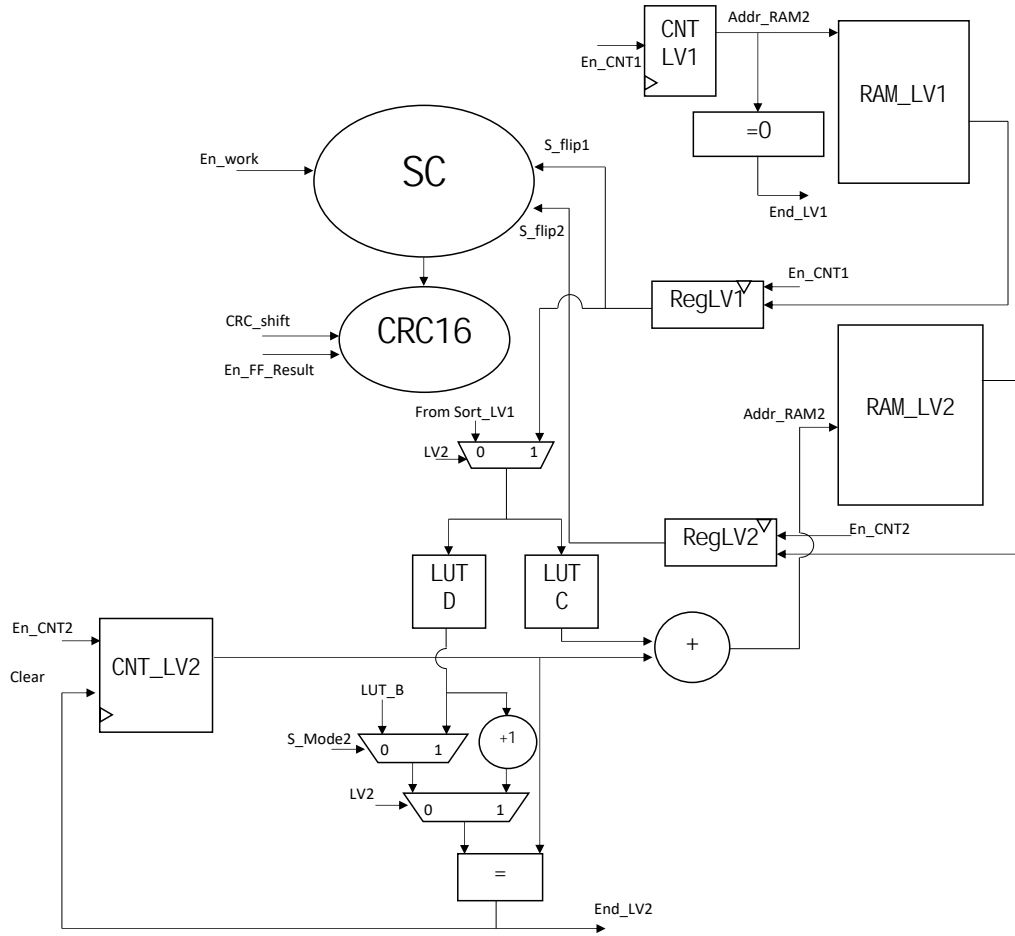 CNT
LV1
Addr_RAM2
En_CNT1
RAM_LV1
=0
End_LV1
SC
En_work
S_flip1
S_flip2
En_CNT1
RegLV1
CRC16
CRC_shift
En_FF_Result
RAM_LV2
Addr_RAM2
From Sort_LV1
LV2
0
1
RegLV2
En_CNT2
LUT
D
LUT
C
En_CNT2
CNT_LV2
Clear
+
LUT_B
S_Mode2
0
1
+1
LV2
0
1
=
End_LV2